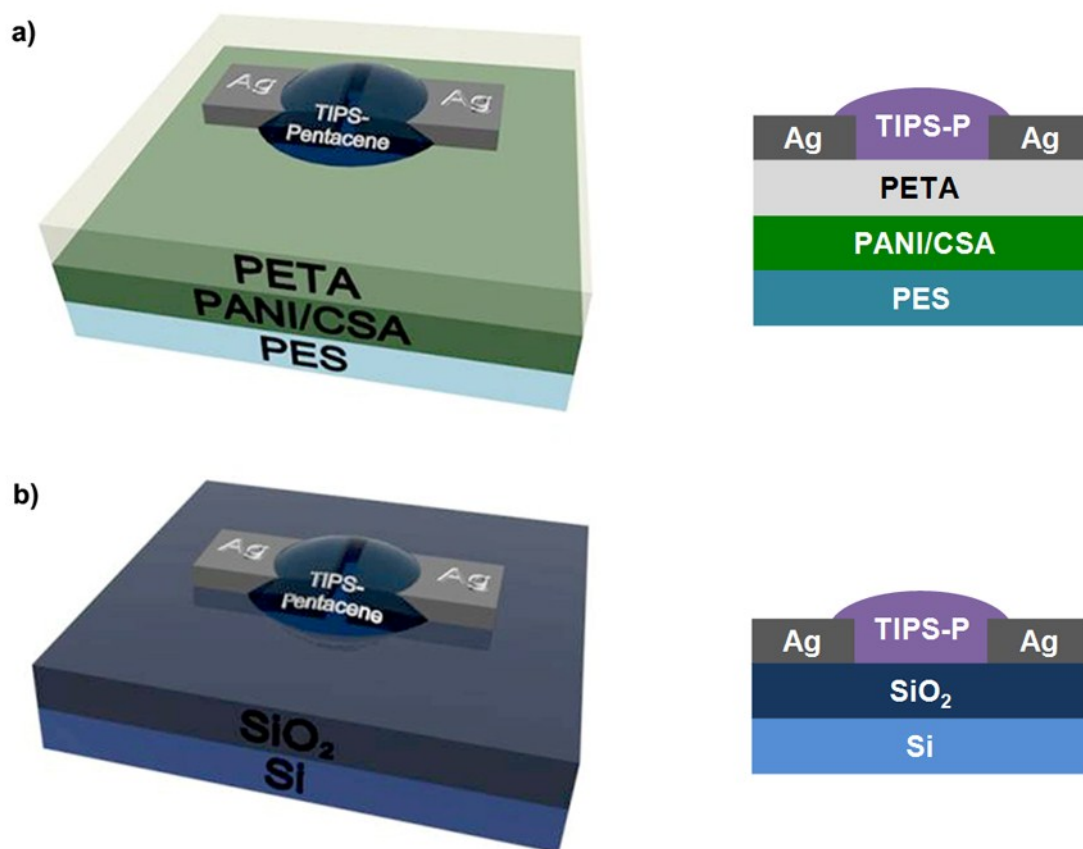 a)
Ag
Ag
TIPS-
Pentacene
PETA
PANI/CSA
PES
TIPS-P
Ag
Ag
PETA
PANI/CSA
PES
b)
Ag
Ag
TIPS-
Pentacene
SiO₂
Si
TIPS-P
Ag
Ag
SiO₂
Si